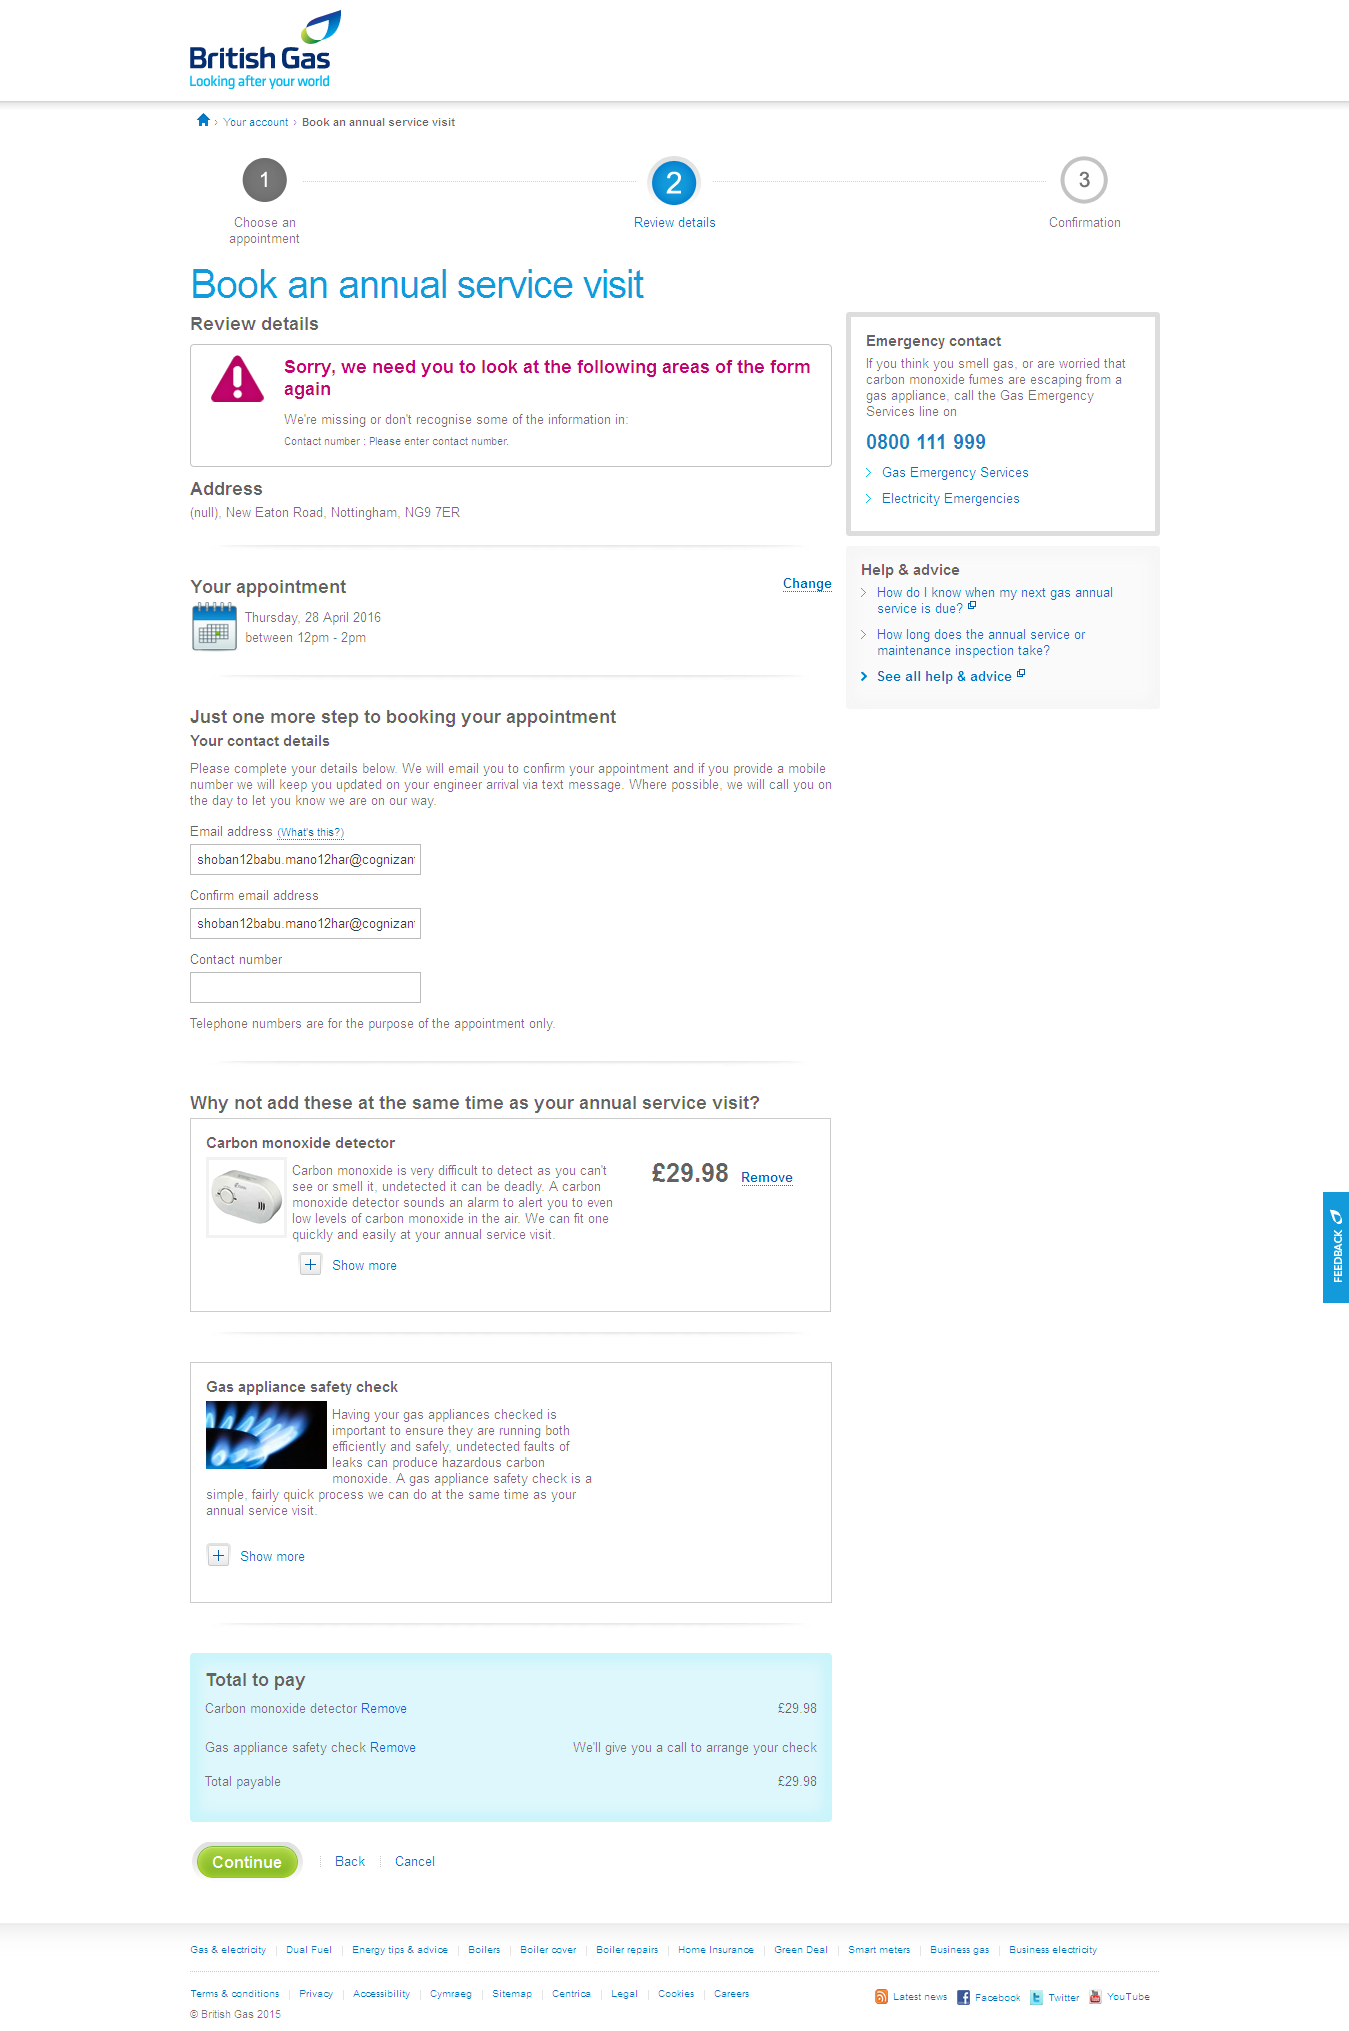 British Gas
Looking after your world
› Your account › Book an annual service visit
1
2
3
Choose an
appointment
Review details
Confirmation
Book an annual service visit
Review details
Sorry, we need you to look at the following areas of the form
again
We're missing or don't recognise some of the information in:
Contact number : Please enter contact number.
Address
(null), New Eaton Road, Nottingham, NG9 7ER
Your appointment
Change
Thursday, 28 April 2016
between 12pm - 2pm
Just one more step to booking your appointment
Your contact details
Please complete your details below. We will email you to confirm your appointment and if you provide a mobile
number we will keep you updated on your engineer arrival via text message. Where possible, we will call you on
the day to let you know we are on our way.
Email address (What's this?)
shoban12babu.mano12har@cognizan
Confirm email address
shoban12babu.mano12har@cognizan
Contact number
Telephone numbers are for the purpose of the appointment only.
Why not add these at the same time as your annual service visit?
Carbon monoxide detector
Carbon monoxide is very difficult to detect as you can't
see or smell it, undetected it can be deadly. A carbon
monoxide detector sounds an alarm to alert you to even
low levels of carbon monoxide in the air. We can fit one
quickly and easily at your annual service visit.
£29.98 Remove
Show more
Gas appliance safety check
Having your gas appliances checked is
important to ensure they are running both
efficiently and safely, undetected faults of
leaks can produce hazardous carbon
monoxide. A gas appliance safety check is a
simple, fairly quick process we can do at the same time as your
annual service visit.
Show more
Total to pay
Carbon monoxide detector Remove £29.98
Gas appliance safety check Remove We'll give you a call to arrange your check
Total payable £29.98
Continue Back Cancel
Emergency contact
If you think you smell gas, or are worried that
carbon monoxide fumes are escaping from a
gas appliance, call the Gas Emergency
Services line on
0800 111 999
Gas Emergency Services
Electricity Emergencies
Help & advice
How do I know when my next gas annual
service is due?
How long does the annual service or
maintenance inspection take?
See all help & advice
FEEDBACK
Gas & electricity Dual Fuel Energy tips & advice Boilers Boiler cover Boiler repairs Home Insurance Green Deal Smart meters Business gas Business electricity
Terms & conditions Privacy Accessibility Cymraeg Sitemap Centrica Legal Cookies Careers
Latest news Facebook Twitter YouTube
© British Gas 2015